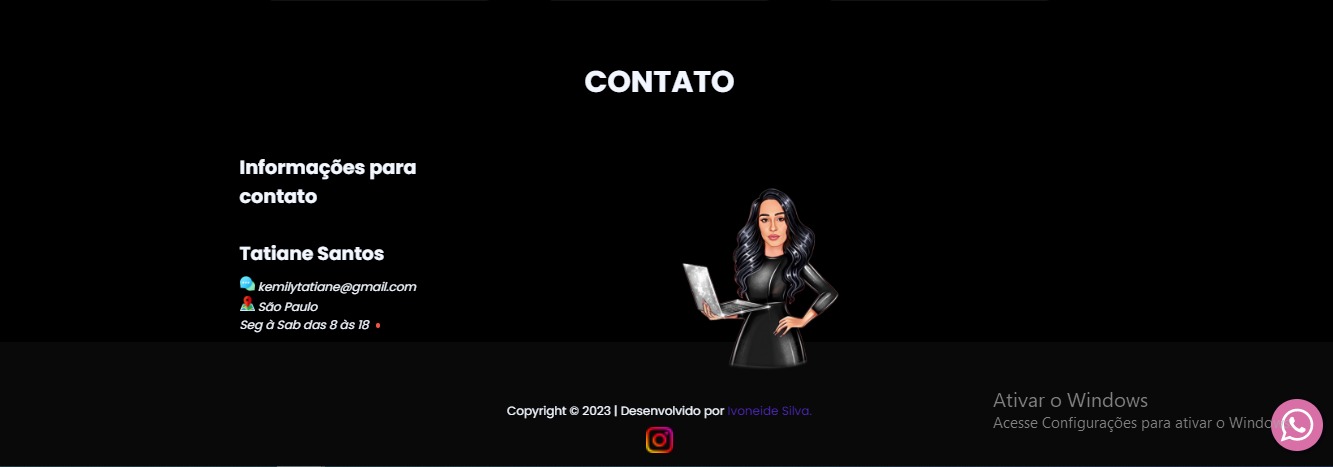 CONTATO
Informações para
contato
Tatiane Santos
kemilytatiane@gmail.com
São Paulo
Seg à Sab das 8 às 18
Copyright © 2023 | Desenvolvido por Ivoneide Silva.
Ativar o Windows
Acesse Configurações para ativar o